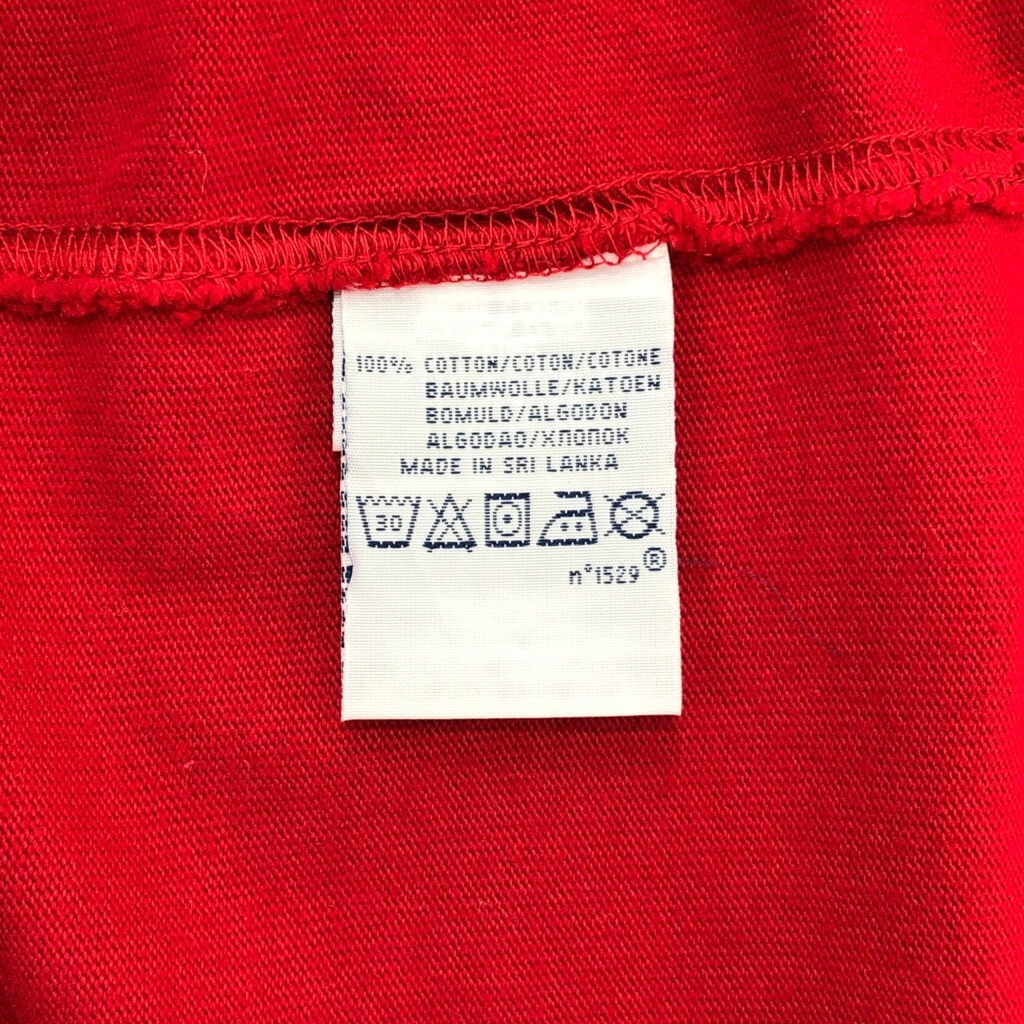 100% COTTON/COTON/COTONE
BAUMWOLLE/KATOEN
BOMULD/ALGODON
ALGODAO/ХЛОПОК
MADE IN SRI LANKA
30
n°1529®